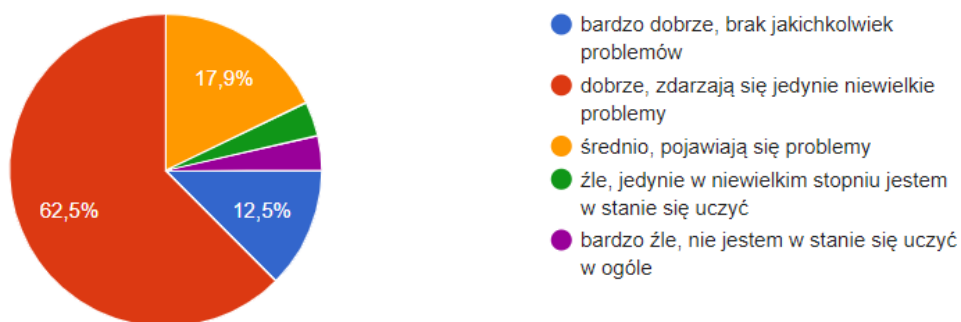 17,9%
62,5%
12,5%
bardzo dobrze, brak jakichkolwiek
problemów
dobrze, zdarzają się jedynie niewielkie
problemy
średnio, pojawiają się problemy
źle, jedynie w niewielkim stopniu jestem
w stanie się uczyć
bardzo źle, nie jestem w stanie się uczyć
w ogóle